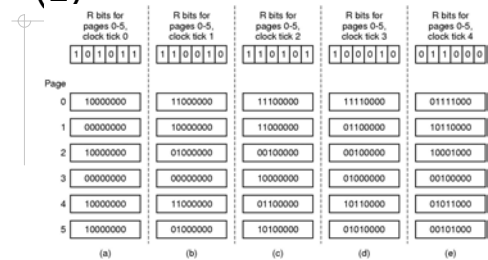 R bits for R bits for R bits for R bits for R bits for
pages 0-5, pages 0-5, pages 0-5, pages 0-5, pages 0-5,
clock tick 0 clock tick 1 clock tick 2 clock tick 3 clock tick 4
1 0 1 0 1 1 1 1 0 0 1 0 1 1 0 1 0 1 1 0 0 0 1 0 0 1 1 0 0 0
Page
0 10000000 11000000 11100000 11110000 01111000
1 00000000 10000000 11000000 01100000 10110000
2 10000000 01000000 00100000 00100000 10001000
3 00000000 00000000 10000000 01000000 00100000
4 10000000 11000000 01100000 10110000 01011000
5 10000000 01000000 10100000 01010000 00101000
(a) (b) (c) (d) (e)